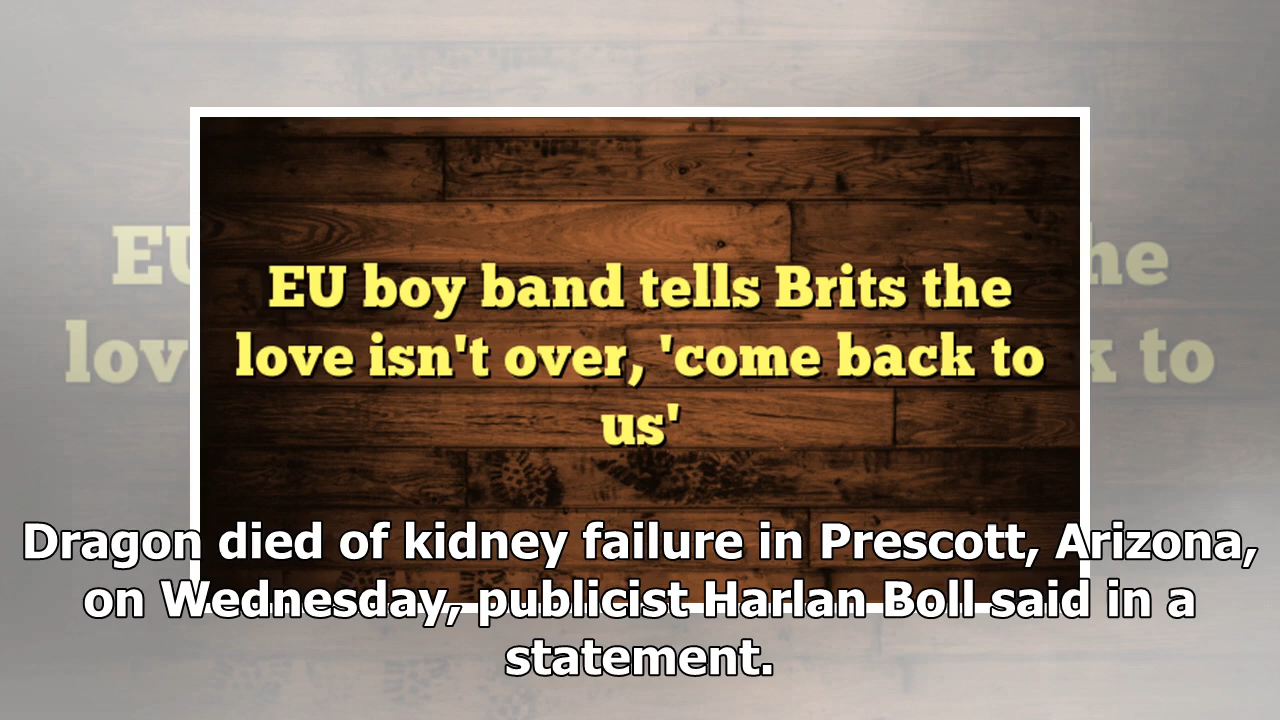 EU boy band tells Brits the
love isn't over, 'come back to
us'
Dragon died of kidney failure in Prescott, Arizona,
on Wednesday, publicist Harlan Boll said in a
statement.